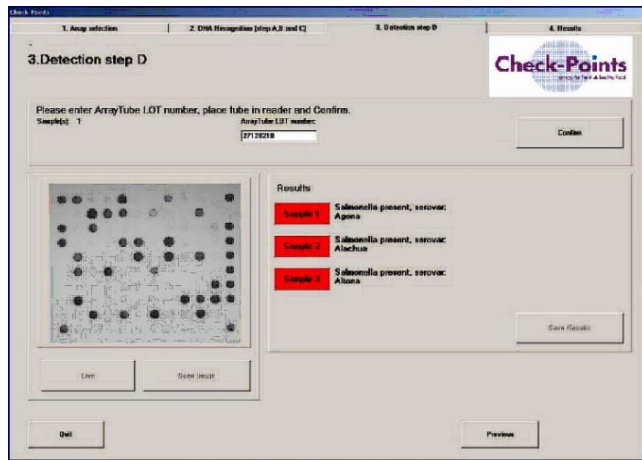 Check-Points
1. Array selection
2. DNA Recognition (step A,B and C)
3. Detection step D
4. Results
3.Detection step D
Check-Points
Please enter ArrayTube LOT number, place tube in reader and Confirm.
Sample(s): 1
ArrayTube LOT number:
Confirm
Results
Sample 1
Salmonella present, serovar:
Agona
Sample 2
Salmonella present, serovar:
Alachua
Sample 3
Salmonella present, serovar:
Save Results
Live
Scan Image
Quit
Previous